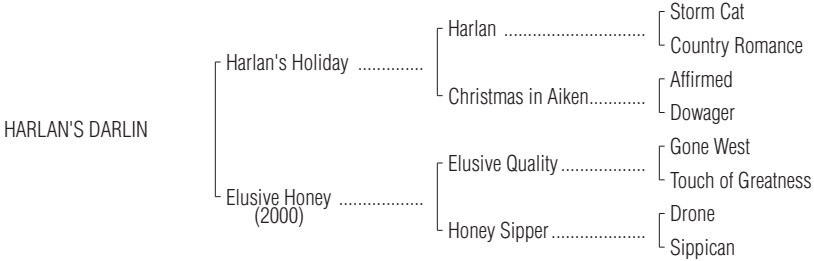 Storm Cat
Harlan ..............................
Country Romance
Harlan's Holiday ..............
Affirmed
Christmas in Aiken............
Dowager
HARLAN'S DARLIN
Gone West
Elusive Quality ..................
Touch of Greatness
Elusive Honey ..................
(2000)
Drone
Honey Sipper ....................
Sippican